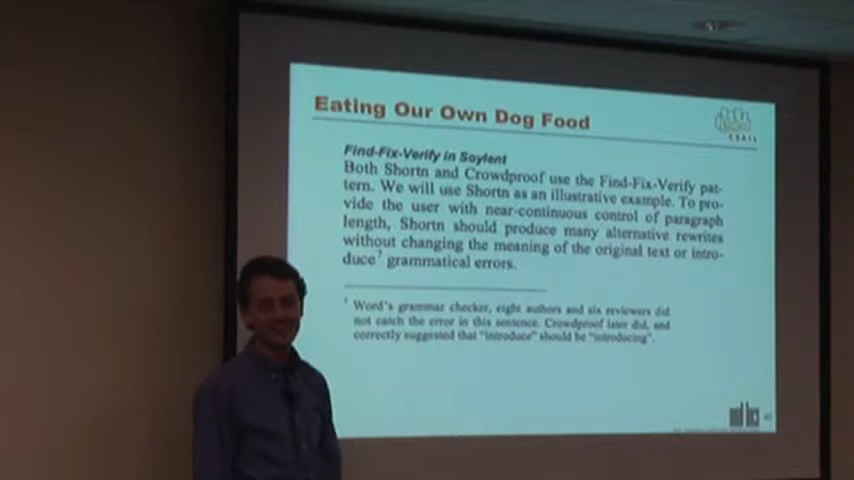 Eating Our Own Dog Food
CSAIL
Find-Fix-Verify in Soylent
Both Shortn and Crowdproof use the Find-Fix-Verify pat-
tern. We will use Shortn as an illustrative example. To pro-
vide the user with near-continuous control of paragraph
length, Shortn should produce many alternative rewrites
without changing the meaning of the original text or intro-
duce7 grammatical errors.
7 Word's grammar checker, eight authors and six reviewers did
not catch the error in this sentence. Crowdproof later did, and
correctly suggested that "introduce" should be "introducing".